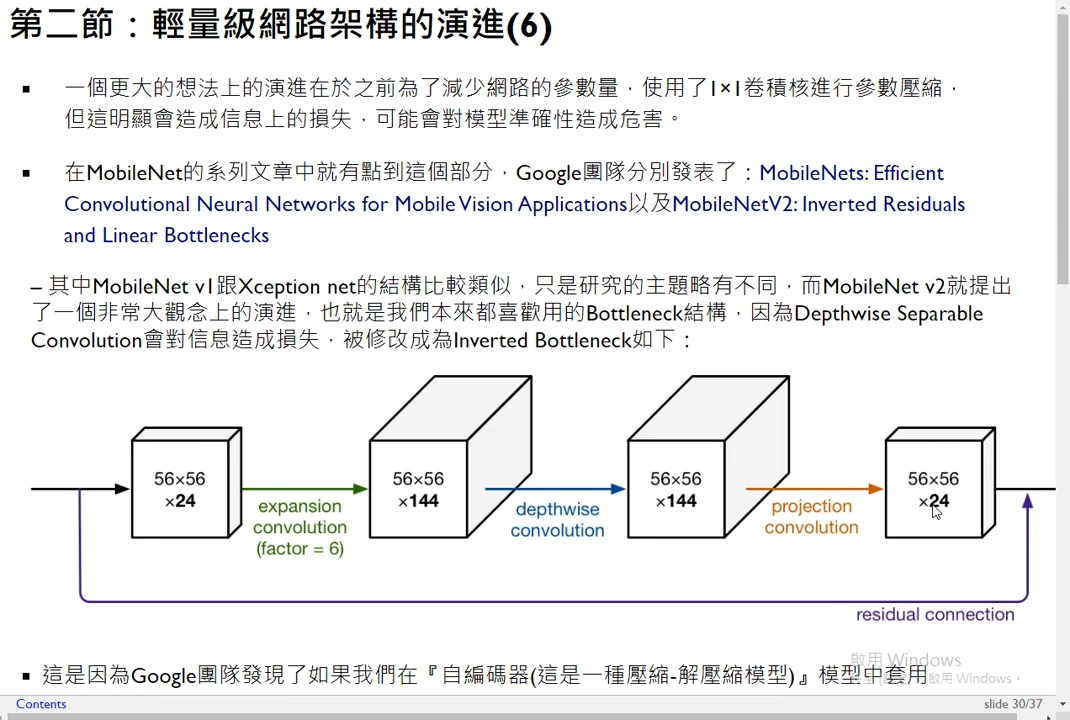 第二節：輕量級網路架構的演進(6)
▪ 一個更大的想法上的演進在於之前為了減少網路的參數量，使用了1×1卷積核進行參數壓縮，
但這明顯會造成信息上的損失，可能會對模型準確性造成危害。
▪ 在MobileNet的系列文章中就有點到這個部分，Google團隊分別發表了：MobileNets: Efficient
Convolutional Neural Networks for Mobile Vision Applications以及MobileNetV2: Inverted Residuals
and Linear Bottlenecks
– 其中MobileNet v1跟Xception net的結構比較類似，只是研究的主題略有不同，而MobileNet v2就提出
了一個非常大觀念上的演進，也就是我們本來都喜歡用的Bottleneck結構，因為Depthwise Separable
Convolution會對信息造成損失，被修改成為Inverted Bottleneck如下：
56×56
×24
expansion
convolution
(factor = 6)
56×56
×144
depthwise
convolution
56×56
×144
projection
convolution
56×56
×24
residual connection
▪ 這是因為Google團隊發現了如果我們在『自編碼器(這是一種壓縮-解壓縮模型)』模型中套用
啟用 Windows
啟用 Windows。
Contents
slide 30/37